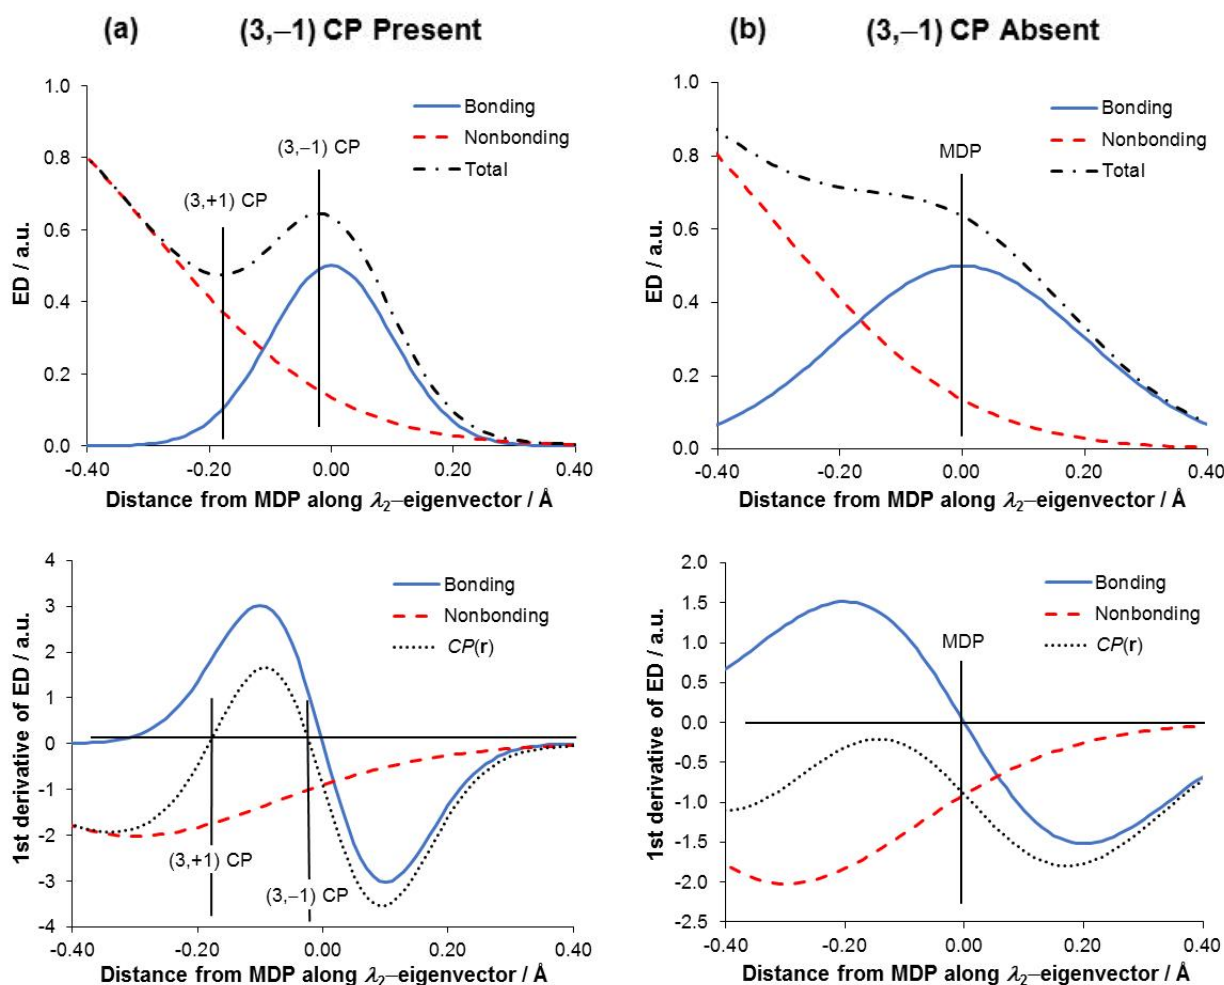 (a) (3,−1) CP Present
1.0
0.8
0.6
0.4
0.2
0.0
ED / a.u.
Bonding
Nonbonding
Total
(3,−1) CP
(3,+1) CP
-0.40 -0.20 0.00 0.20 0.40
Distance from MDP along λ2–eigenvector / Å
(b) (3,−1) CP Absent
1.0
0.8
0.6
0.4
0.2
0.0
ED / a.u.
Bonding
Nonbonding
Total
MDP
-0.40 -0.20 0.00 0.20 0.40
Distance from MDP along λ2–eigenvector / Å
4
3
2
1
0
-1
-2
-3
-4
1st derivative of ED / a.u.
Bonding
Nonbonding
CP(r)
(3,+1) CP
(3,−1) CP
-0.40 -0.20 0.00 0.20 0.40
Distance from MDP along λ2–eigenvector / Å
2.0
1.5
1.0
0.5
0.0
-0.5
-1.0
-1.5
-2.0
-2.5
1st derivative of ED / a.u.
Bonding
Nonbonding
CP(r)
MDP
-0.40 -0.20 0.00 0.20 0.40
Distance from MDP along λ2–eigenvector / Å